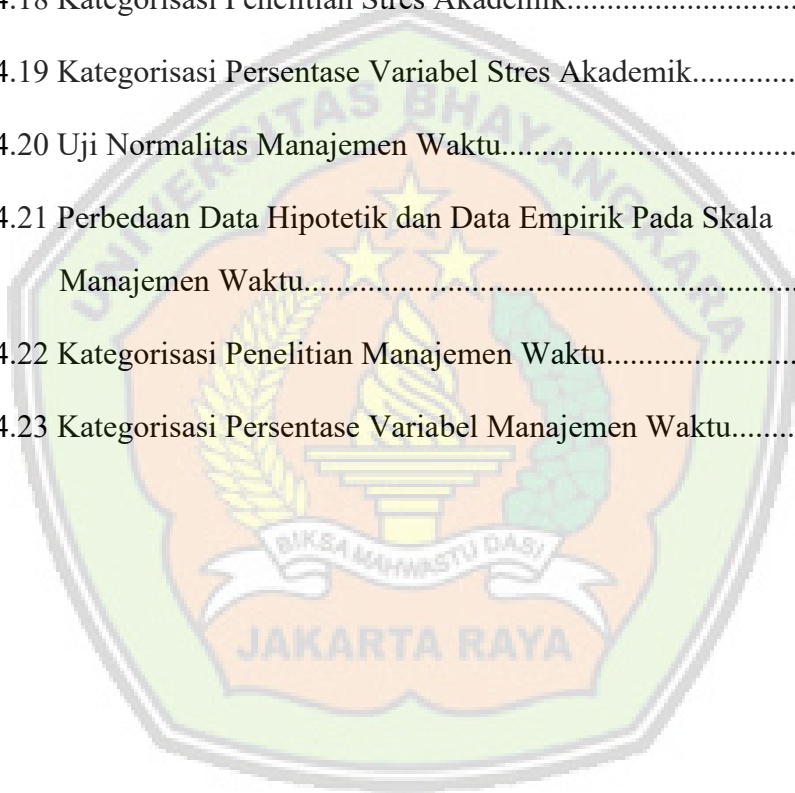 4.18 Kategorisasi Penelitian Stres Akademik.............................
4.19 Kategorisasi Persentase Variabel Stres Akademik.............
4.20 Uji Normalitas Manajemen Waktu.....................................
4.21 Perbedaan Data Hipotetik dan Data Empirik Pada Skala
Manajemen Waktu.............................................................
4.22 Kategorisasi Penelitian Manajemen Waktu........................
4.23 Kategorisasi Persentase Variabel Manajemen Waktu........
UNIVERSITAS BHAYANGKARA
BIKSA MAHWASTU DASI
JAKARTA RAYA